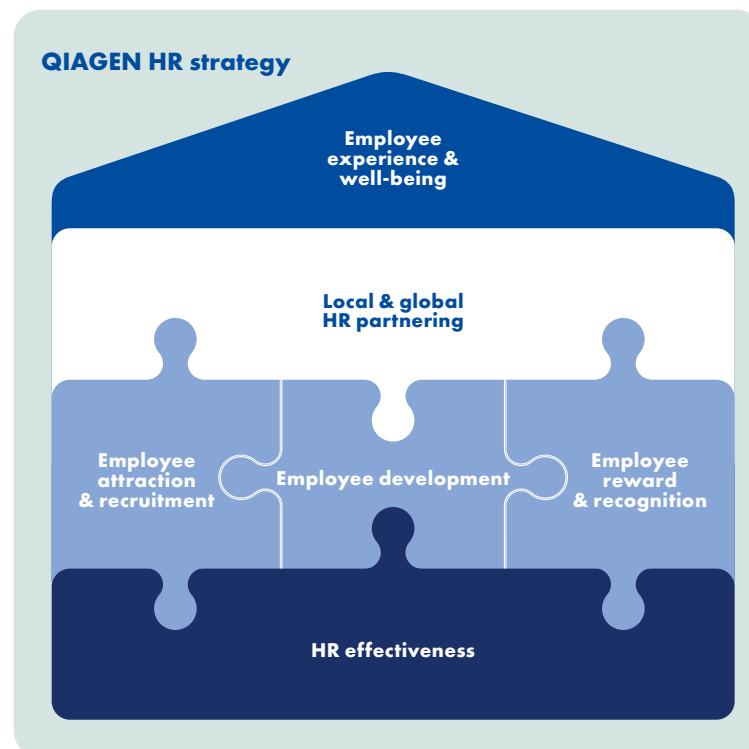 QIAGEN HR strategy
Employee
experience &
well-being
Local & global
HR partnering
Employee
attraction
& recruitment
Employee development
Employee
reward
& recognition
HR effectiveness